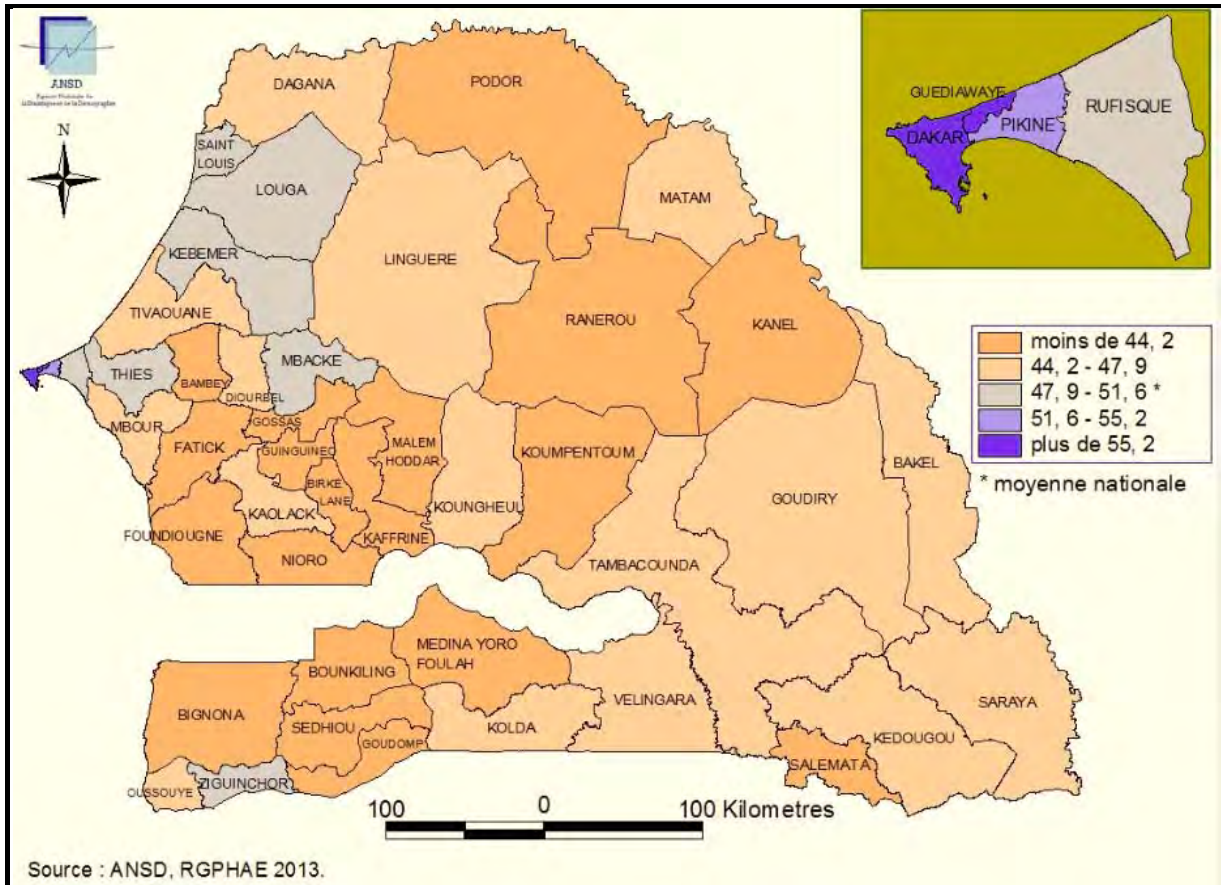 ANSD
N
DAGANA
PODOR
SAINT
LOUIS
LOUGA
MATAM
KEBEMER
LINGUERE
TIVAOUANE
RANEROU
KANEL
THIES
MBACKE
BAMBEY
DIOURBEL
MBOUR
GOSSAS
FATICK
GUINGUINEO
MALEM
HODDAR
KOUMPENTOUM
BIRKE
LANE
KOUNGHEUL
KAOLACK
GOUDIRY
BAKEL
FOUNDIOUGNE
KAFFRINE
NIORO
TAMBACOUNDA
MEDINA YORO
FOULAH
BOUNKILING
VELINGARA
SARAYA
BIGNONA
SEDHIOU
KOLDA
GOUDOMP
KEDOUGOU
SALEMATA
OUSSOUYE
ZIGUINCHOR
GUEDIAWAYE
RUFISQUE
DAKAR
PIKINE
moins de 44, 2
44, 2 - 47, 9
47, 9 - 51, 6 *
51, 6 - 55, 2
plus de 55, 2
* moyenne nationale
100 0 100 Kilometres
Source : ANSD, RGPHAE 2013.